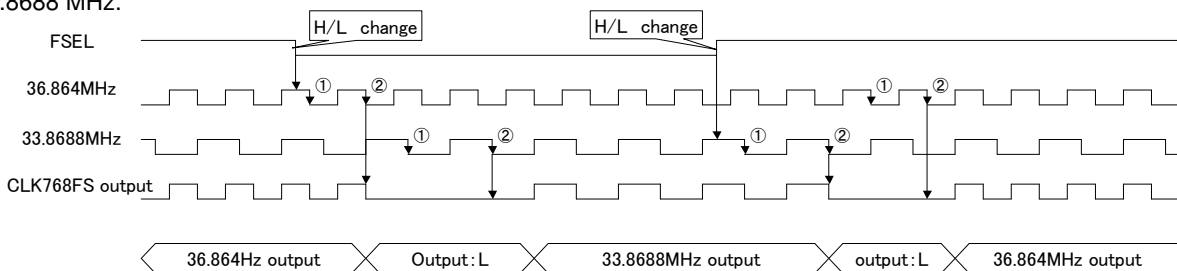 .8688 MHz.
H/L change
H/L change
FSEL
36.864MHz
① ② ① ②
33.8688MHz
① ② ① ②
CLK768FS output
36.864Hz output
Output:L
33.8688MHz output
output:L
36.864MHz output